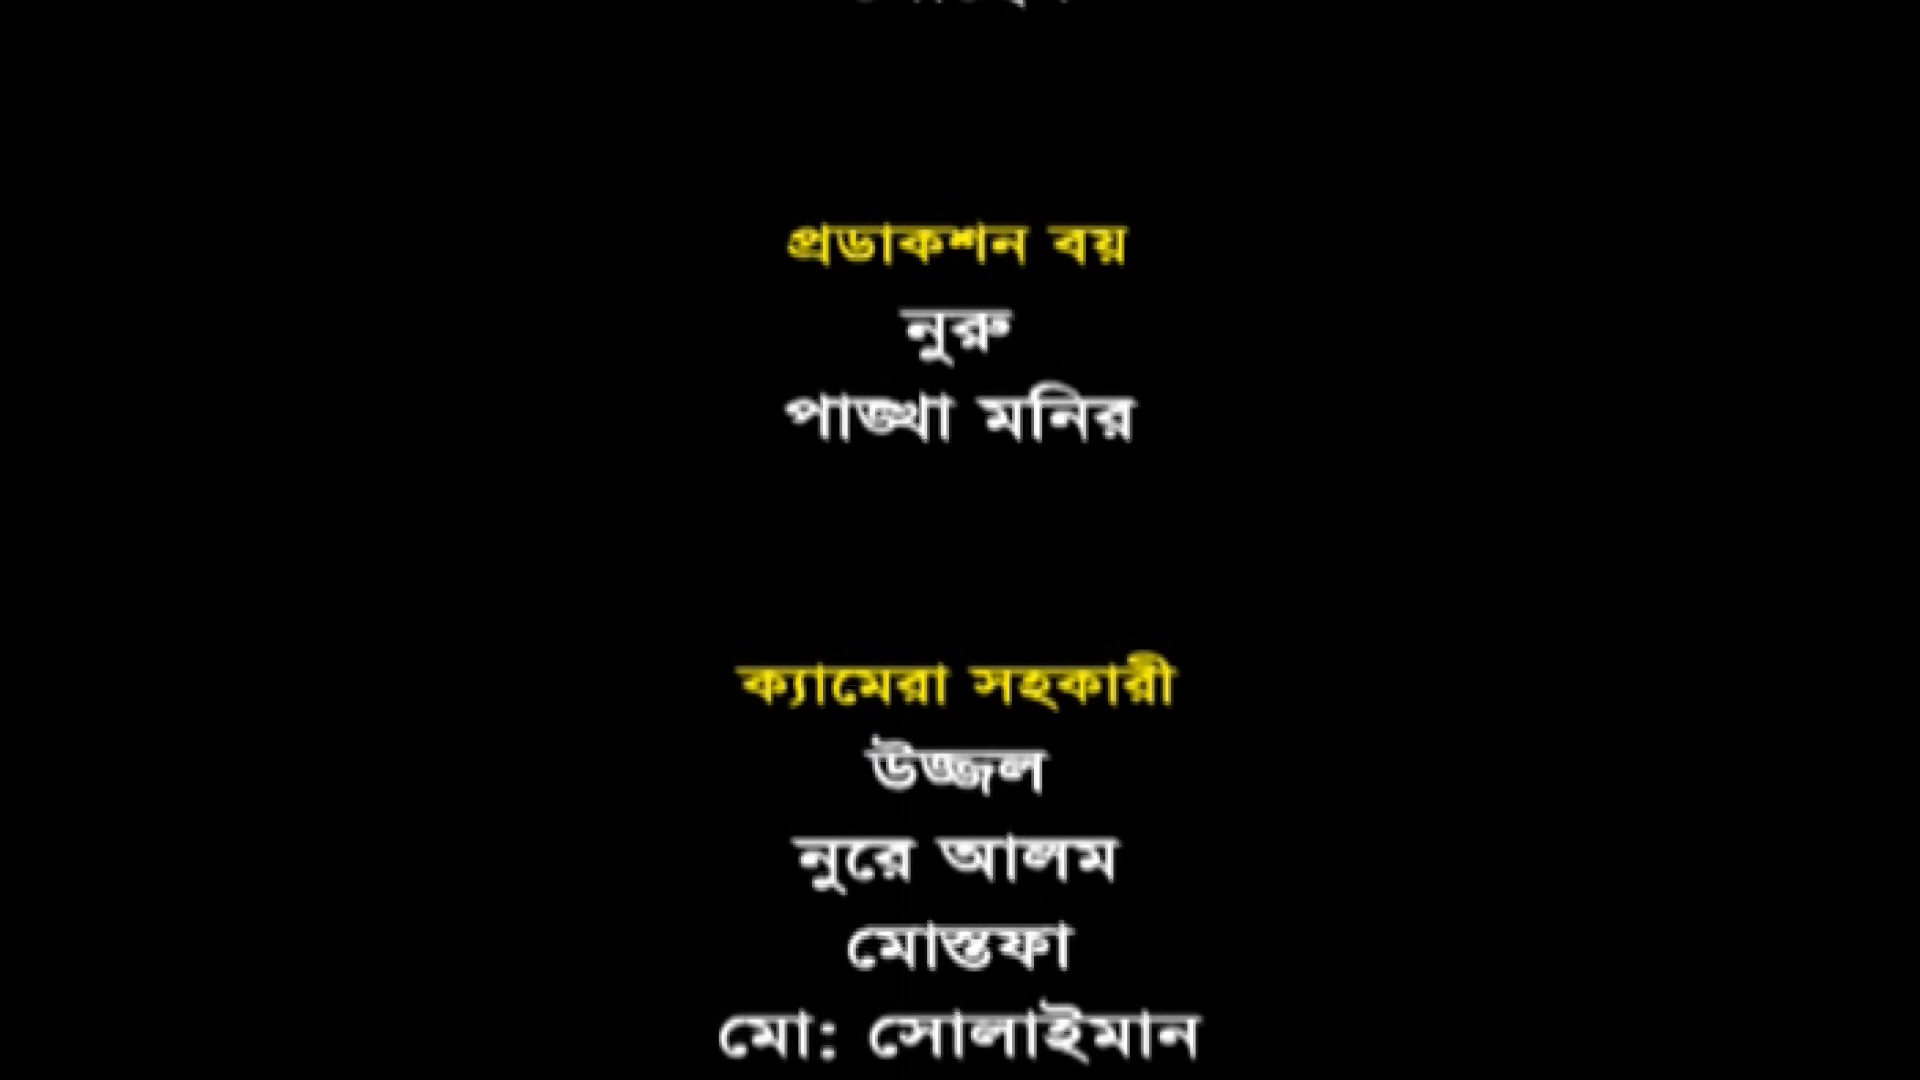 প্রডাকশন বয়
নুরু
পাঙ্খা মনির
ক্যামেরা সহকারী
উজ্জল
নুরে আলম
মোস্তফা
মো: সোলাইমান